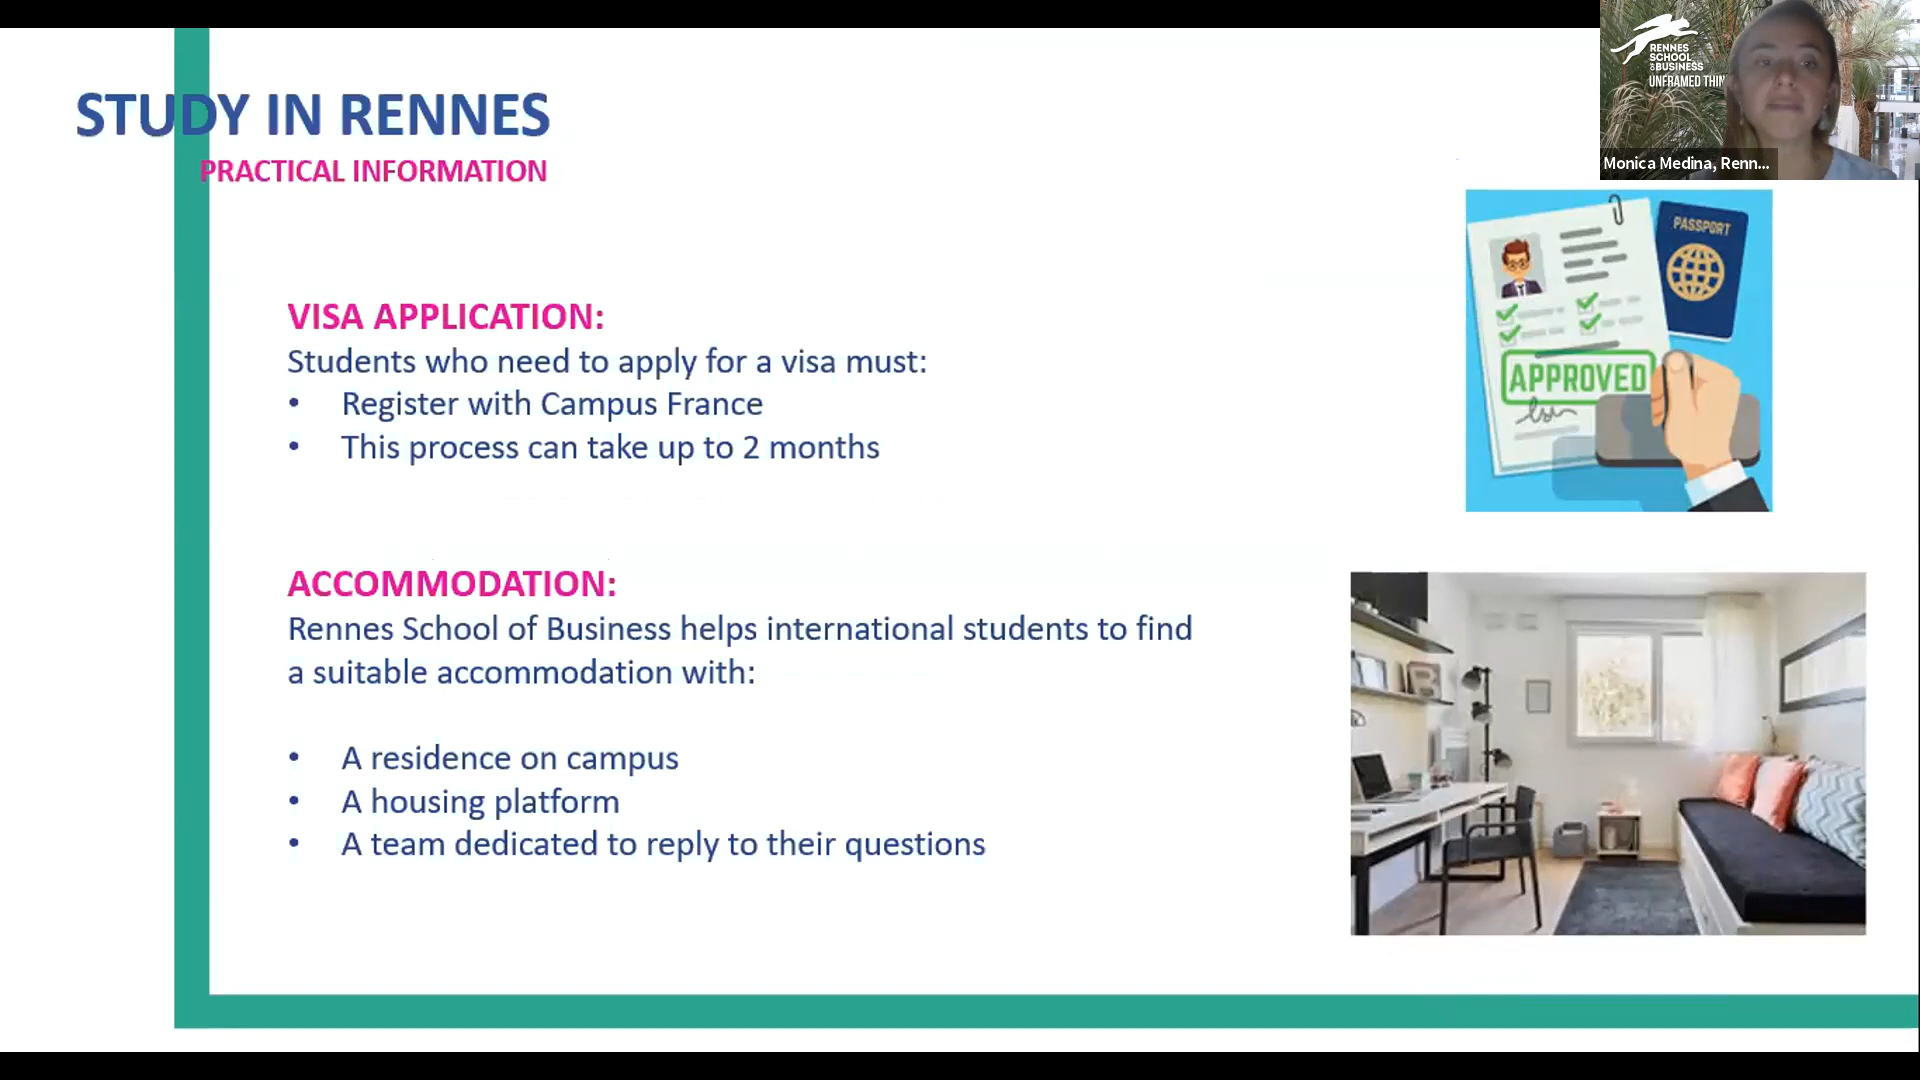 RENNES
SCHOOL
OF BUSINESS
UNFRAMED THIN
Monica Medina, Renn...
STUDY IN RENNES
PRACTICAL INFORMATION
PASSPORT
APPROVED
VISA APPLICATION:
Students who need to apply for a visa must:
• Register with Campus France
• This process can take up to 2 months
ACCOMMODATION:
Rennes School of Business helps international students to find
a suitable accommodation with:
• A residence on campus
• A housing platform
• A team dedicated to reply to their questions
B